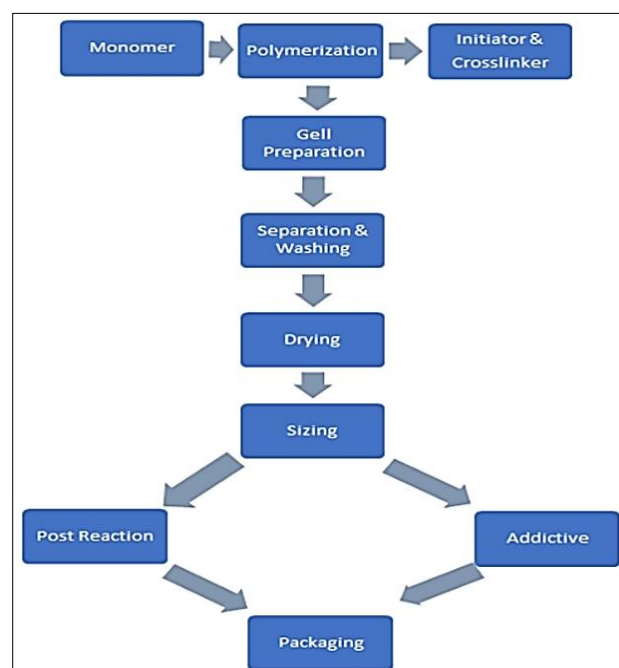 Monomer
Polymerization
Initiator &
Crosslinker
Gell
Preparation
Separation &
Washing
Drying
Sizing
Post Reaction
Addictive
Packaging